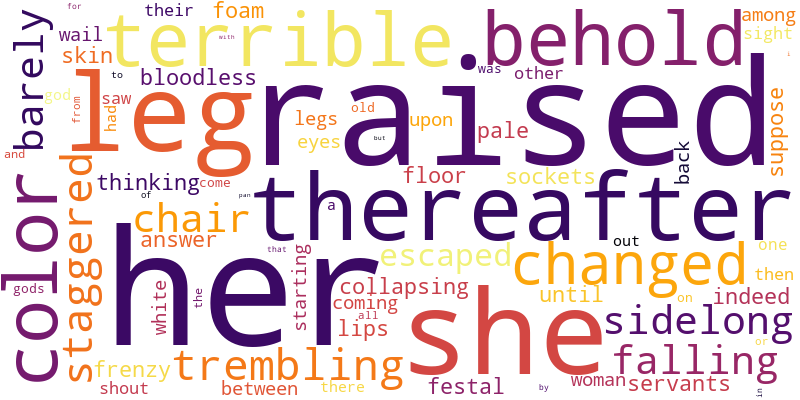 for
their
foam
among
barely
wail
terrible
with
behold
sight
skin
to
bloodless
was
other
i
god
from
saw
had
leg
raised
old
legs
upon
but
pale
suppose
eyes
and
thinking
come
floor
sockets
back
color
staggered
of
pan
thereafter
a
chair
answer
her
that
out
escaped
changed
one
then
gods
white
the
starting
collapsing
coming
all
lips
until
on
indeed
she
sidelong
or
frenzy
trembling
falling
shout
between
there
festal
by
woman
servants
in